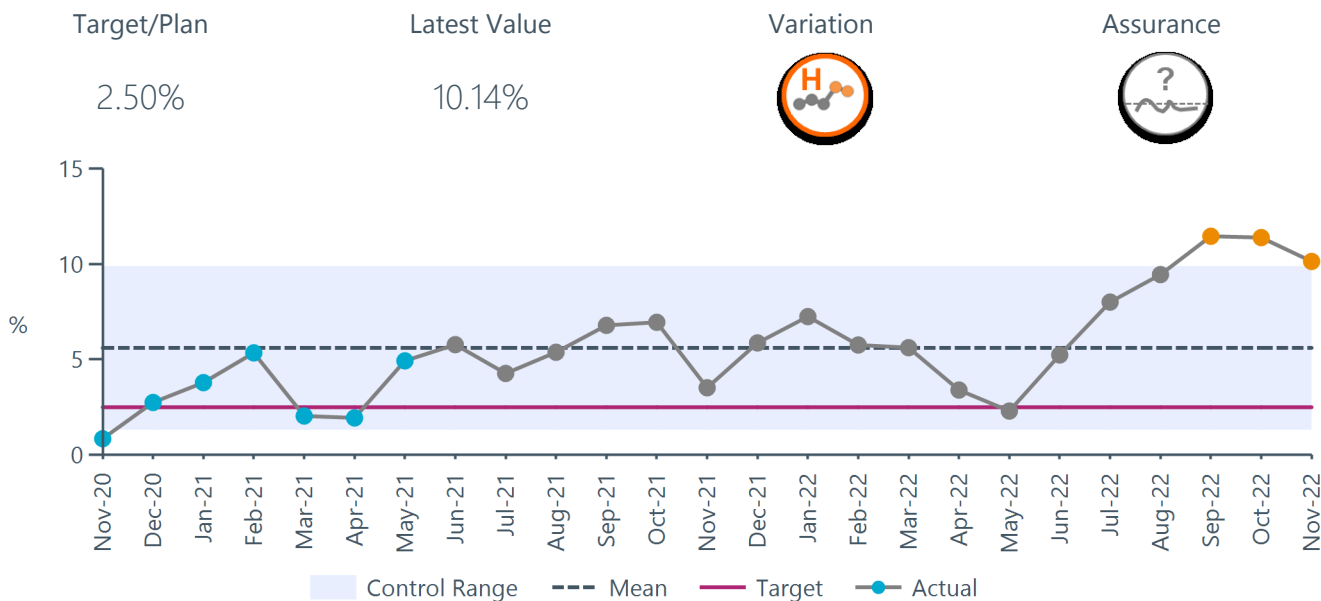 Target/Plan Latest Value Variation Assurance
2.50% 10.14% H ?
15
10
%
5
0
Nov-20 Dec-20 Jan-21 Feb-21 Mar-21 Apr-21 May-21 Jun-21 Jul-21 Aug-21 Sep-21 Oct-21 Nov-21 Dec-21 Jan-22 Feb-22 Mar-22 Apr-22 May-22 Jun-22 Jul-22 Aug-22 Sep-22 Oct-22 Nov-22
Control Range Mean Target Actual